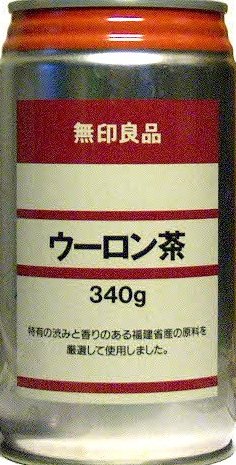 無印良品
ウーロン茶
340g
特有の渋みと香りのある福建省産の原料を
厳選して使用しました。